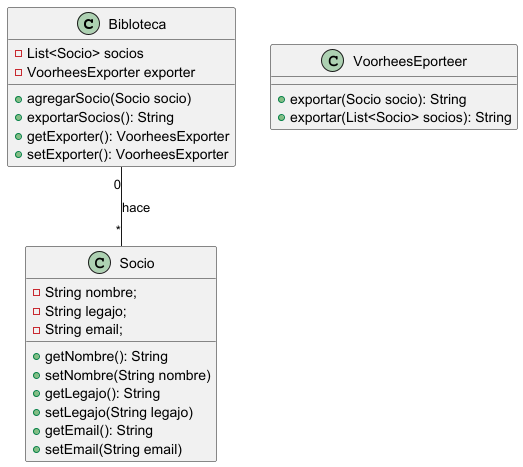 C Bibloteca
List<Socio> socios
VoorheesExporter exporter
agregarSocio(Socio socio)
exportarSocios(): String
getExporter(): VoorheesExporter
setExporter(): VoorheesExporter
C VoorheesEporteer
exportar(Socio socio): String
exportar(List<Socio> socios): String
0
hace
*
C Socio
String nombre;
String legajo;
String email;
getNombre(): String
setNombre(String nombre)
getLegajo(): String
setLegajo(String legajo)
getEmail(): String
setEmail(String email)